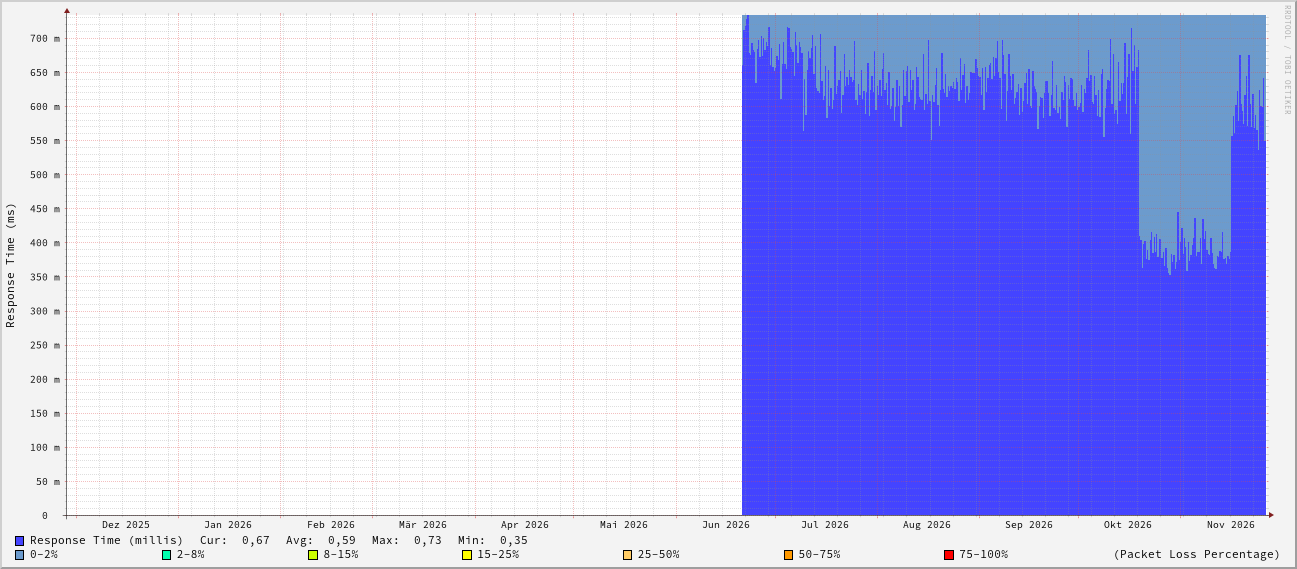 RRDTOOL / TOBI OETIKER
Response Time (ms)
700 m
650 m
600 m
550 m
500 m
450 m
400 m
350 m
300 m
250 m
200 m
150 m
100 m
50 m
0
Dez 2025 Jan 2026 Feb 2026 Mär 2026 Apr 2026 Mai 2026 Jun 2026 Jul 2026 Aug 2026 Sep 2026 Okt 2026 Nov 2026
Response Time (millis) Cur: 0,67 Avg: 0,59 Max: 0,73 Min: 0,35
0-2% 2-8% 8-15% 15-25% 25-50% 50-75% 75-100% (Packet Loss Percentage)